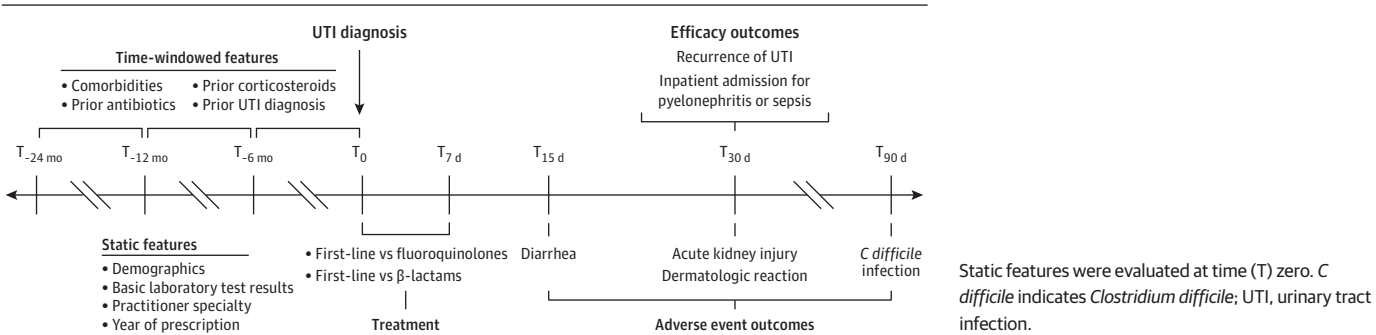 UTI diagnosis
Efficacy outcomes
Recurrence of UTI
Inpatient admission for
pyelonephritis or sepsis
Time-windowed features
• Comorbidities
• Prior antibiotics
• Prior corticosteroids
• Prior UTI diagnosis
T-24 mo
T-12 mo
T-6 mo
T0
T7 d
T15 d
T30 d
T90 d
Static features
• Demographics
• Basic laboratory test results
• Practitioner specialty
• Year of prescription
• First-line vs fluoroquinolones
• First-line vs β-lactams
Treatment
Diarrhea
Acute kidney injury
Dermatologic reaction
C difficile
infection
Adverse event outcomes
Static features were evaluated at time (T) zero. C
difficile indicates Clostridium difficile; UTI, urinary tract
infection.